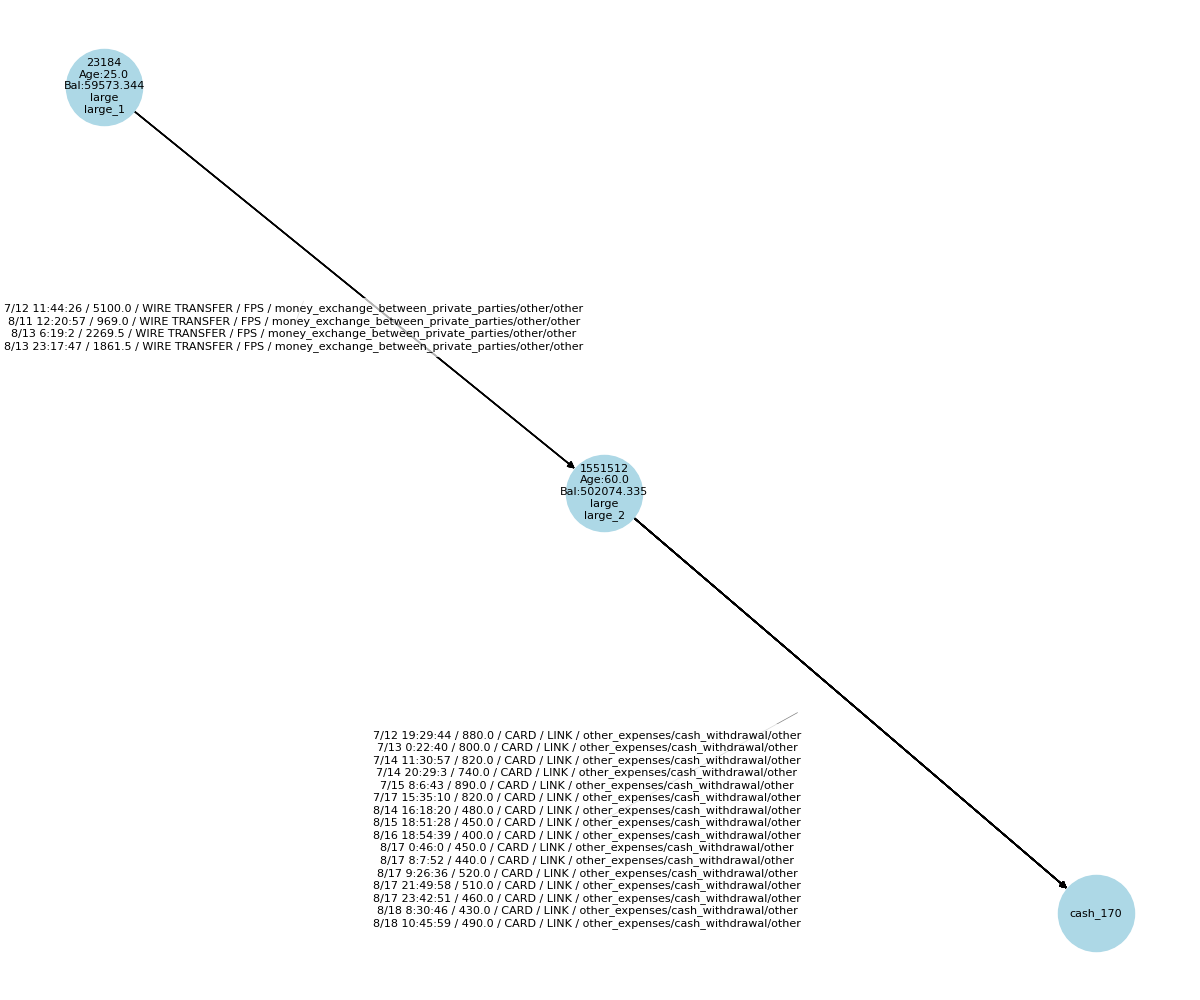 23184
Age:25.0
Bal:59573.344
large
large_1
7/12 11:44:26 / 5100.0 / WIRE TRANSFER / FPS / money_exchange_between_private_parties/other/other
8/11 12:20:57 / 969.0 / WIRE TRANSFER / FPS / money_exchange_between_private_parties/other/other
8/13 6:19:2 / 2269.5 / WIRE TRANSFER / FPS / money_exchange_between_private_parties/other/other
8/13 23:17:47 / 1861.5 / WIRE TRANSFER / FPS / money_exchange_between_private_parties/other/other
1551512
Age:60.0
Bal:502074.335
large
large_2
7/12 19:29:44 / 880.0 / CARD / LINK / other_expenses/cash_withdrawal/other
7/13 0:22:40 / 800.0 / CARD / LINK / other_expenses/cash_withdrawal/other
7/14 11:30:57 / 820.0 / CARD / LINK / other_expenses/cash_withdrawal/other
7/14 20:29:3 / 740.0 / CARD / LINK / other_expenses/cash_withdrawal/other
7/15 8:6:43 / 890.0 / CARD / LINK / other_expenses/cash_withdrawal/other
7/17 15:35:10 / 820.0 / CARD / LINK / other_expenses/cash_withdrawal/other
8/14 16:18:20 / 480.0 / CARD / LINK / other_expenses/cash_withdrawal/other
8/15 18:51:28 / 450.0 / CARD / LINK / other_expenses/cash_withdrawal/other
8/16 18:54:39 / 400.0 / CARD / LINK / other_expenses/cash_withdrawal/other
8/17 0:46:0 / 450.0 / CARD / LINK / other_expenses/cash_withdrawal/other
8/17 8:7:52 / 440.0 / CARD / LINK / other_expenses/cash_withdrawal/other
8/17 9:26:36 / 520.0 / CARD / LINK / other_expenses/cash_withdrawal/other
8/17 21:49:58 / 510.0 / CARD / LINK / other_expenses/cash_withdrawal/other
8/17 23:42:51 / 460.0 / CARD / LINK / other_expenses/cash_withdrawal/other
8/18 8:30:46 / 430.0 / CARD / LINK / other_expenses/cash_withdrawal/other
8/18 10:45:59 / 490.0 / CARD / LINK / other_expenses/cash_withdrawal/other
cash_170